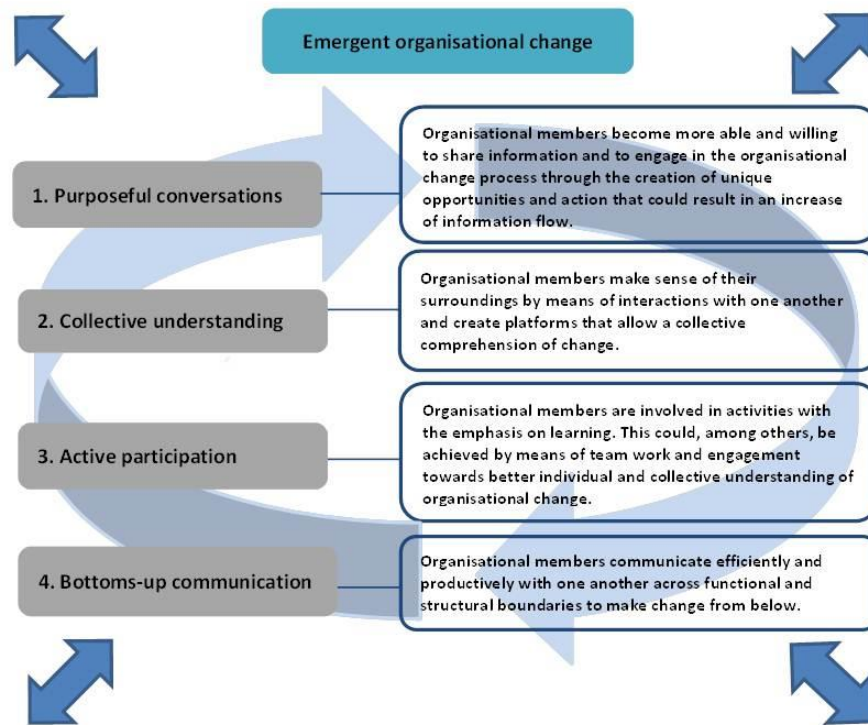 Emergent organisational change
1. Purposeful conversations
Organisational members become more able and willing
to share information and to engage in the organisational
change process through the creation of unique
opportunities and action that could result in an increase
of information flow.
2. Collective understanding
Organisational members make sense of their
surroundings by means of interactions with one another
and create platforms that allow a collective
comprehension of change.
3. Active participation
Organisational members are involved in activities with
the emphasis on learning. This could, among others, be
achieved by means of team work and engagement
towards better individual and collective understanding of
organisational change.
4. Bottoms-up communication
Organisational members communicate efficiently and
productively with one another across functional and
structural boundaries to make change from below.